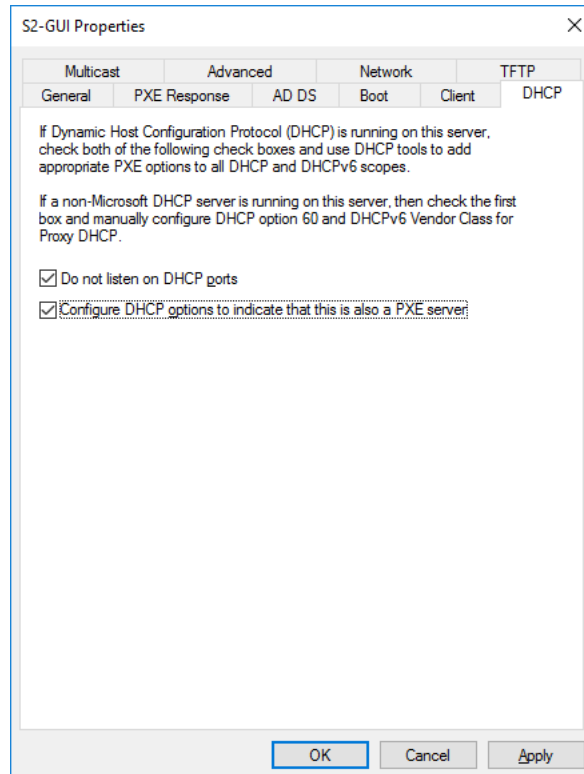 S2-GUI Properties
Multicast Advanced Network TFTP
General PXE Response AD DS Boot Client DHCP
If Dynamic Host Configuration Protocol (DHCP) is running on this server,
check both of the following check boxes and use DHCP tools to add
appropriate PXE options to all DHCP and DHCPv6 scopes.
If a non-Microsoft DHCP server is running on this server, then check the first
box and manually configure DHCP option 60 and DHCPv6 Vendor Class for
Proxy DHCP.
Do not listen on DHCP ports
Configure DHCP options to indicate that this is also a PXE server
OK Cancel Apply